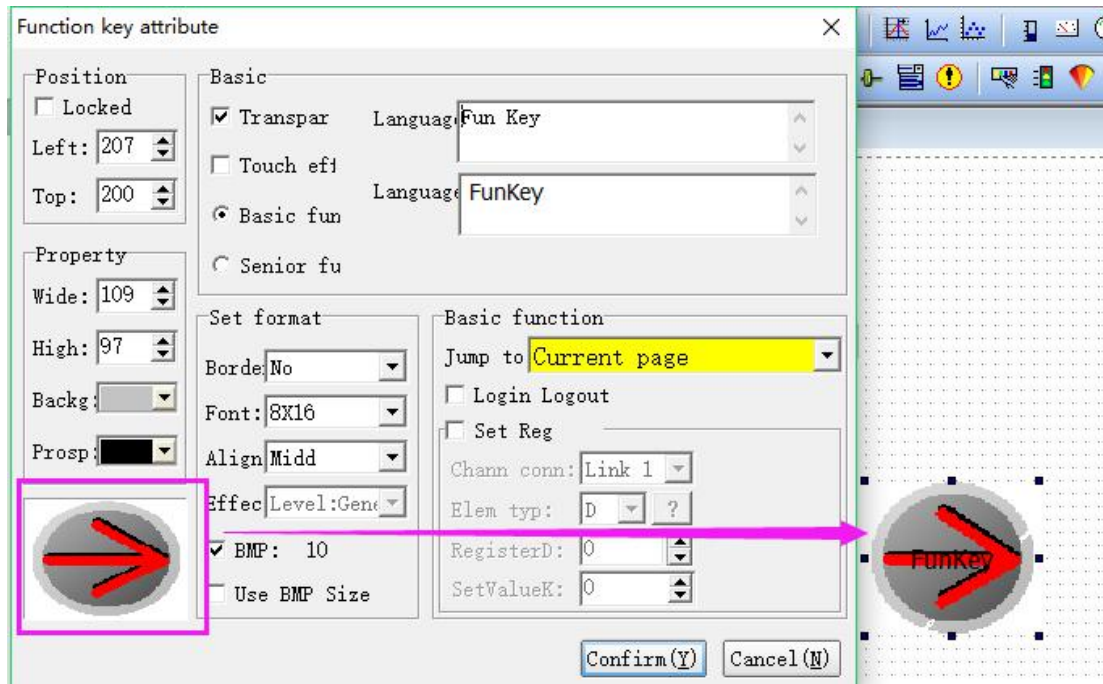 Function key attribute
Position
Locked
Left: 207
Top: 200
Property
Wide: 109
High: 97
Backg:
Prosp:
Basic
Transpar
Touch eff
Basic fun
Senior fu
Language
Fun Key
Language
FunKey
Set format
Borde No
Font: 8X16
Align Midd
Effec Level:Gene
BMP: 10
Use BMP Size
Basic function
Jump to Current page
Login Logout
Set Reg
Chann conn: Link 1
Elem typ: D ?
RegisterD: 0
SetValueK: 0
Confirm(Y) Cancel(N)
FunKey